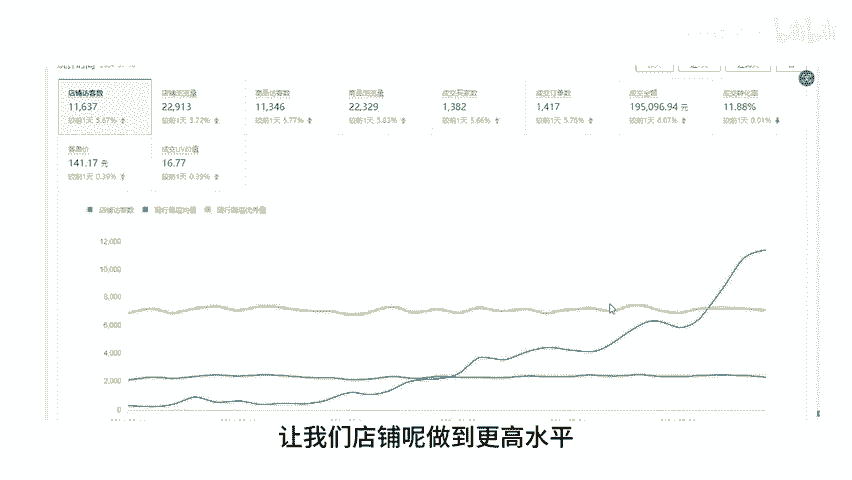 店铺访客数 店铺浏览量 商品访客数 商品浏览量 成交买家数 成交订单数 成交金额 成交转化率
11,637 22,913 11,346 22,329 1,382 1,417 195,096.94 元 11.88%
较前1天 5.67% 较前1天 3.72% 较前1天 5.77% 较前1天 3.83% 较前1天 5.66% 较前1天 5.78% 较前1天 6.07% 较前1天 0.01%
客单价 成交UV价值
141.17 元 16.77
较前1天 0.39% 较前1天 0.39%
店铺访客数 同行同层均值 同行同层优秀值
12,000
10,000
8,000
6,000
4,000
2,000
0
让我们店铺呢做到更高水平